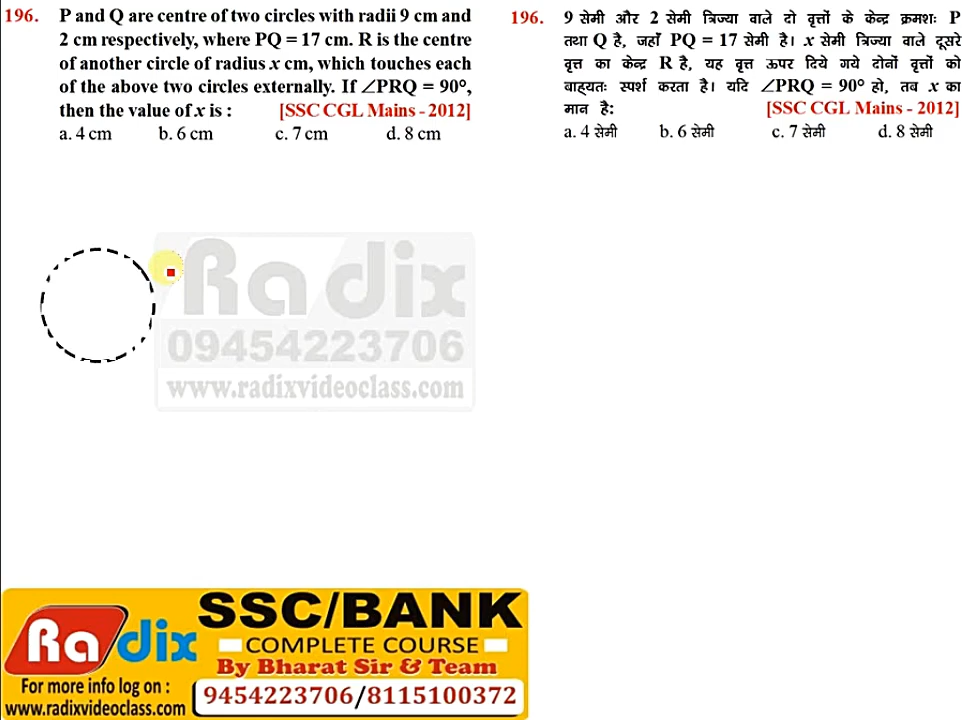 196. P and Q are centre of two circles with radii 9 cm and
2 cm respectively, where PQ = 17 cm. R is the centre
of another circle of radius x cm, which touches each
of the above two circles externally. If ∠PRQ = 90°,
then the value of x is : [SSC CGL Mains - 2012]
a. 4 cm b. 6 cm c. 7 cm d. 8 cm
196. 9 सेमी और 2 सेमी त्रिज्या वाले दो वृत्तों के केन्द्र क्रमशः P
तथा Q है, जहाँ PQ = 17 सेमी है। x सेमी त्रिज्या वाले दूसरे
वृत्त का केन्द्र R है, यह वृत्त ऊपर दिये गये दोनों वृत्तों को
बाह्यतः स्पर्श करता है। यदि ∠PRQ = 90° हो, तब x का
मान है: [SSC CGL Mains - 2012]
a. 4 सेमी b. 6 सेमी c. 7 सेमी d. 8 सेमी
Radix
09454223706
www.radixvideoclass.com
Radix
SSC/BANK
COMPLETE COURSE
By Bharat Sir & Team
For more info log on :
www.radixvideoclass.com
9454223706/8115100372